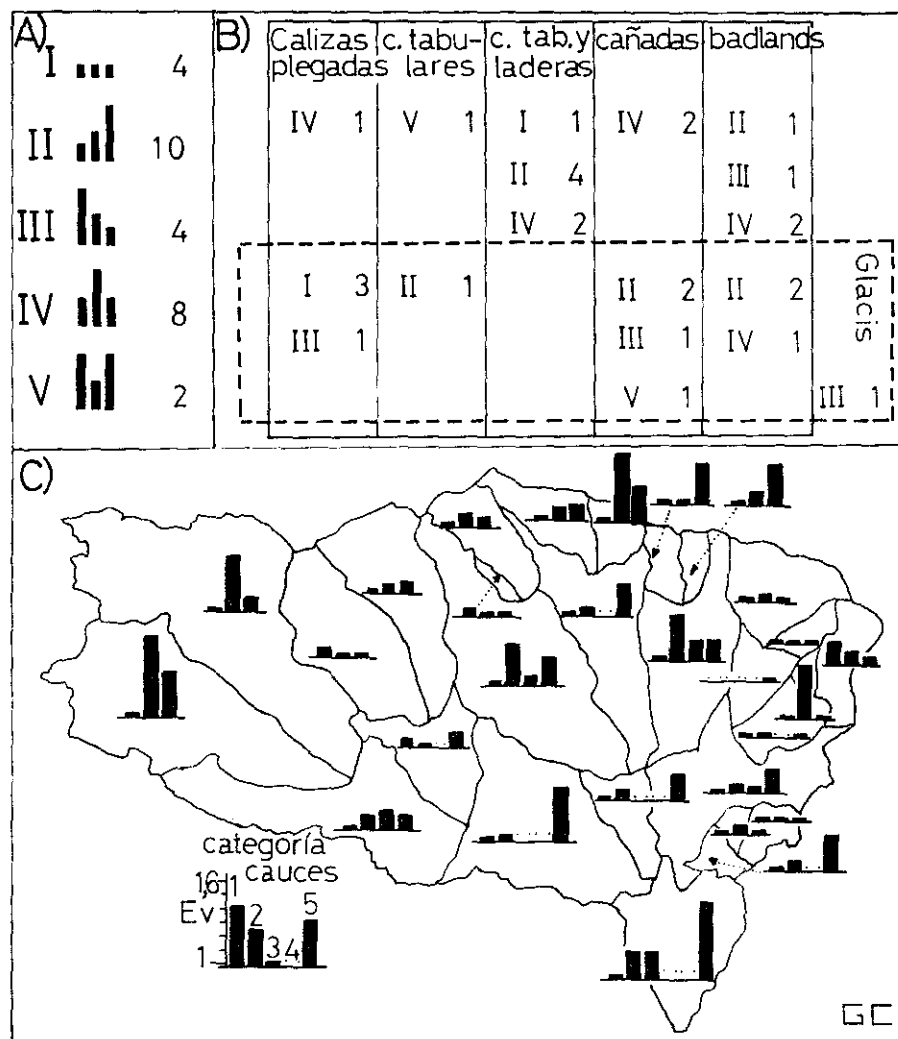 A)
I 4
II 10
III 4
IV 8
V 2
B)
Calizas plegadas
c. tabu-lares
c. tab. y laderas
cañadas
badlands
IV 1 V 1 I 1 IV 2 II 1
II 4 III 1
IV 2 IV 2
I 3 II 1 II 2 II 2
III 1 III 1 IV 1
V 1 III 1
Glacis
C)
categoría
cauces
1,6
Ev
1
1 2 3 4 5
GC